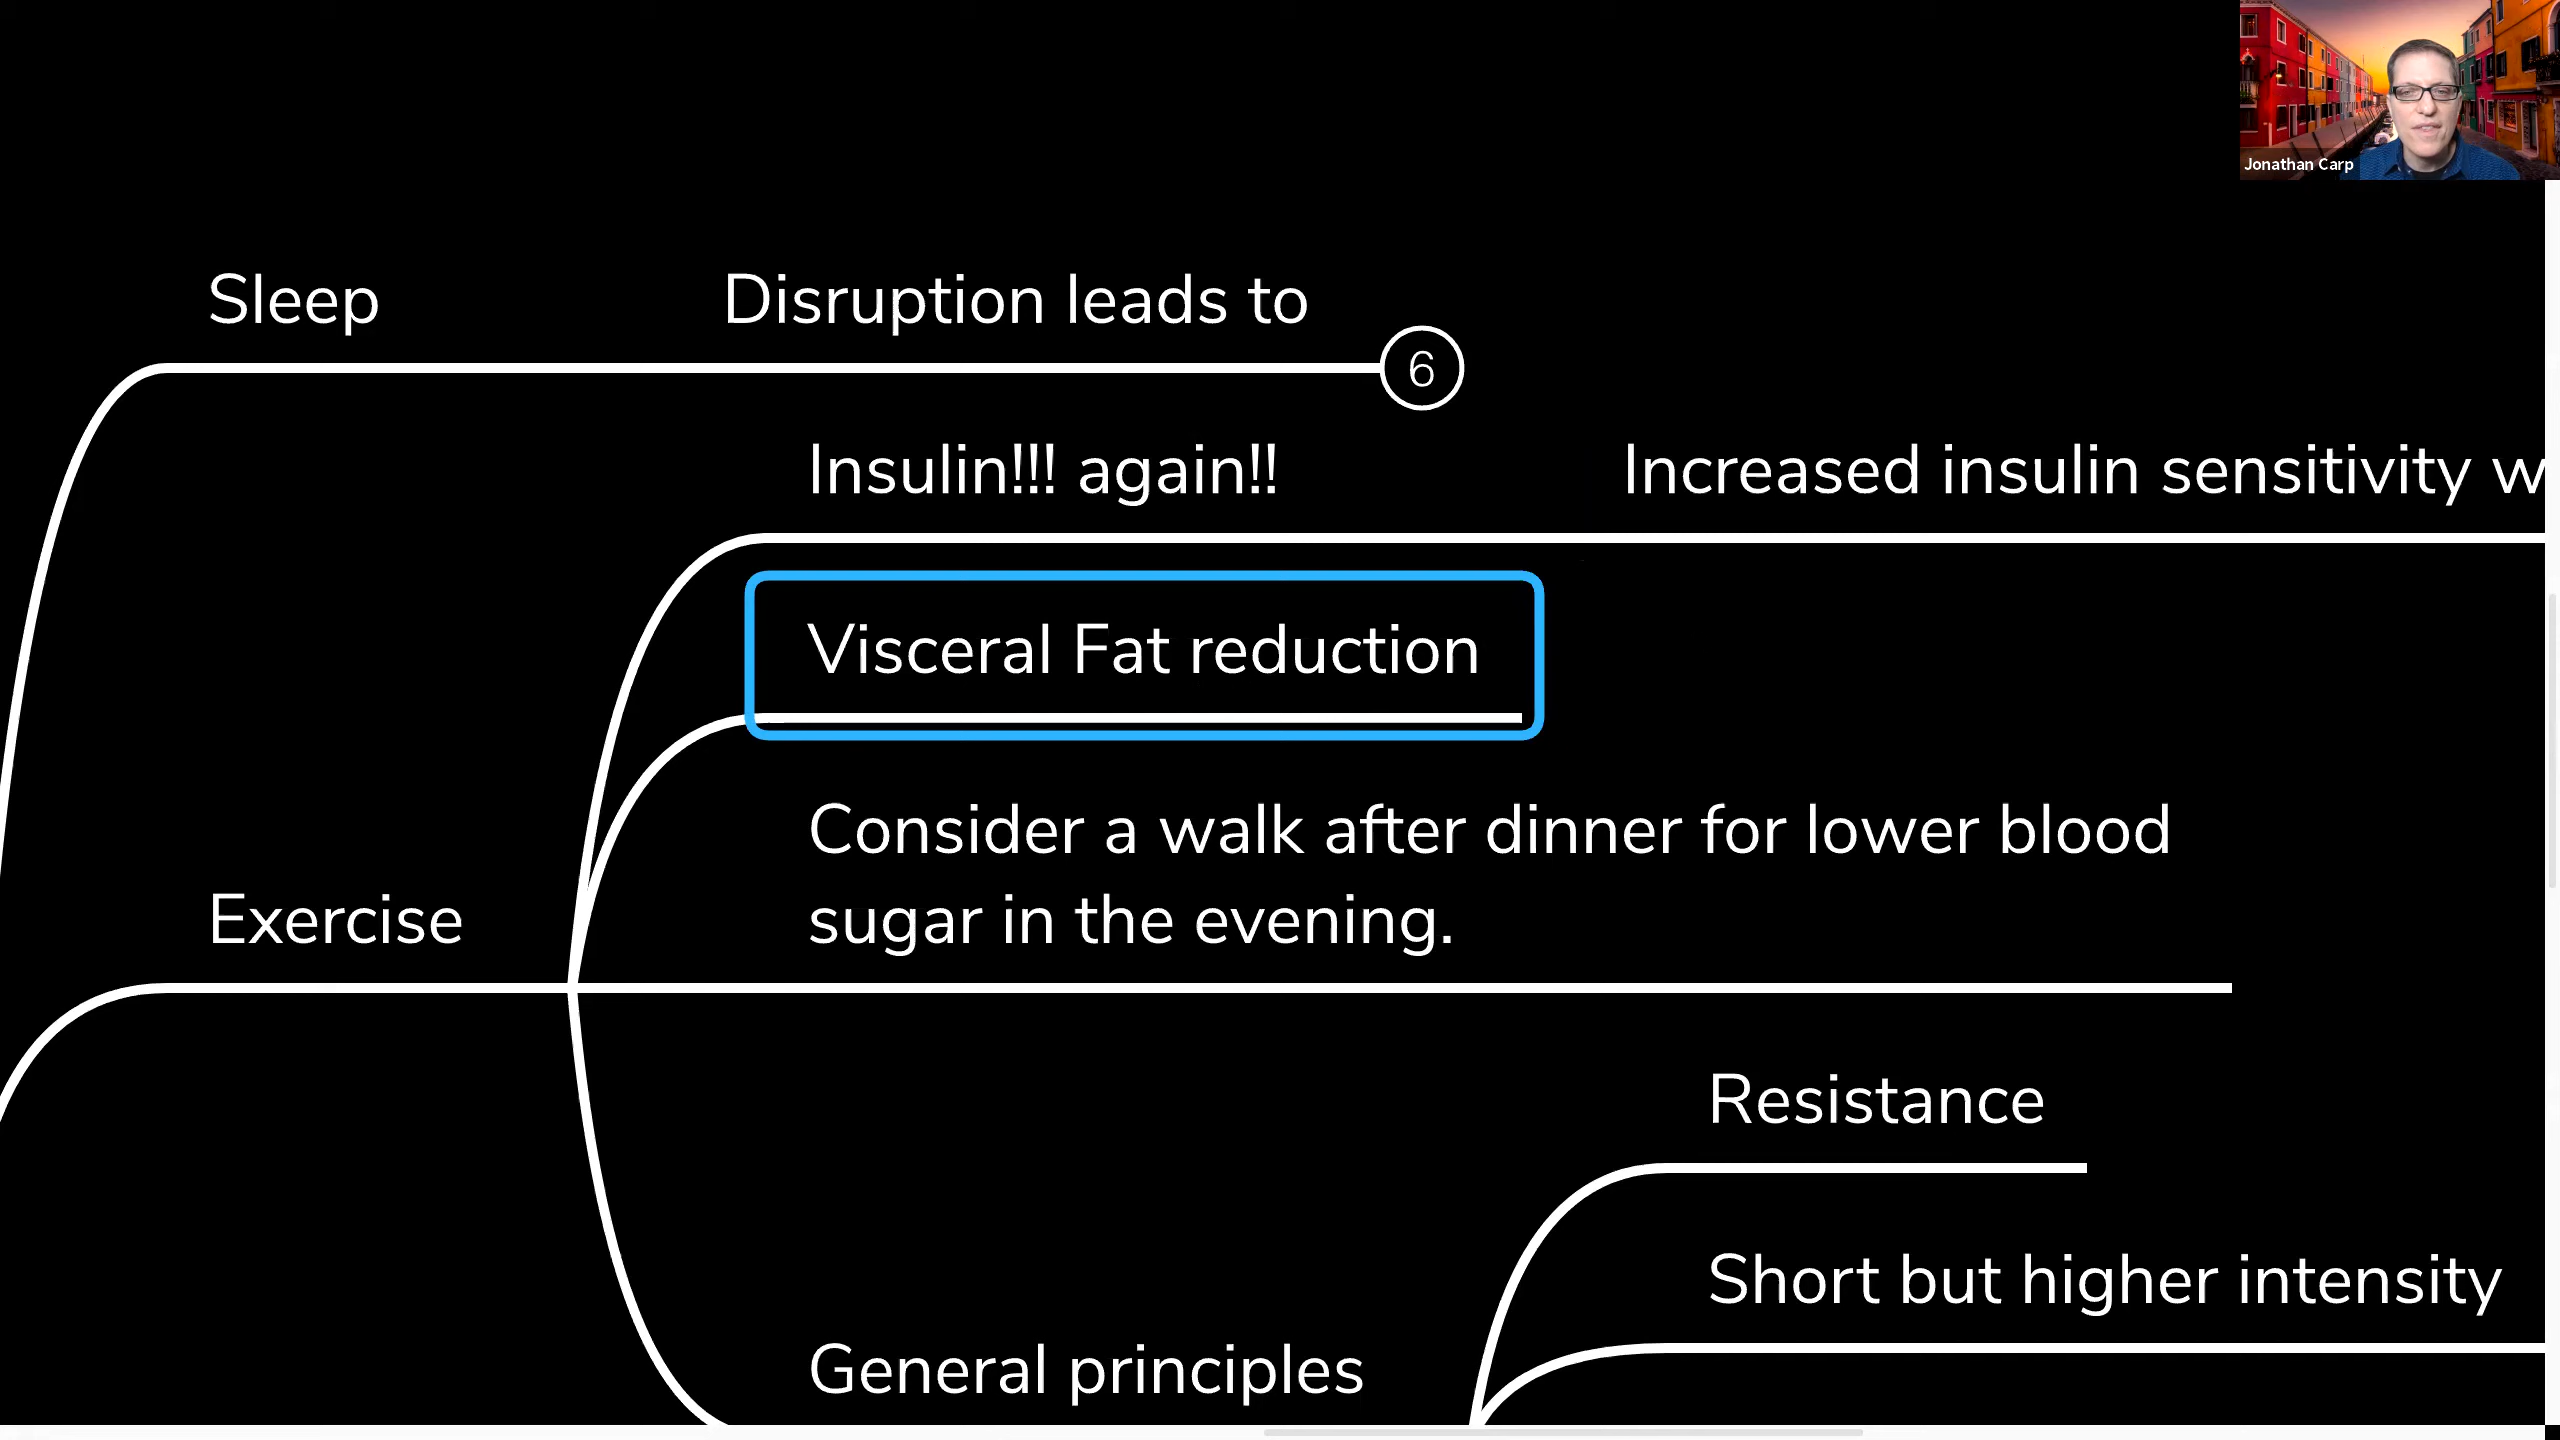 Jonathan Carp
Sleep
Disruption leads to
6
Insulin!!! again!!
Increased insulin sensitivity w
Visceral Fat reduction
Consider a walk after dinner for lower blood
sugar in the evening.
Exercise
Resistance
Short but higher intensity
General principles